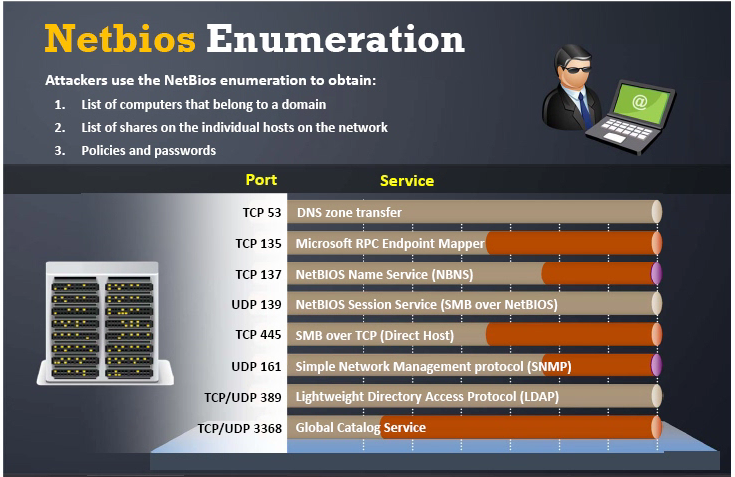 Netbios Enumeration
Attackers use the NetBios enumeration to obtain:
1. List of computers that belong to a domain
2. List of shares on the individual hosts on the network
3. Policies and passwords
@
Port Service
TCP 53 DNS zone transfer
TCP 135 Microsoft RPC Endpoint Mapper
TCP 137 NetBIOS Name Service (NBNS)
UDP 139 NetBIOS Session Service (SMB over NetBIOS)
TCP 445 SMB over TCP (Direct Host)
UDP 161 Simple Network Management protocol (SNMP)
TCP/UDP 389 Lightweight Directory Access Protocol (LDAP)
TCP/UDP 3368 Global Catalog Service